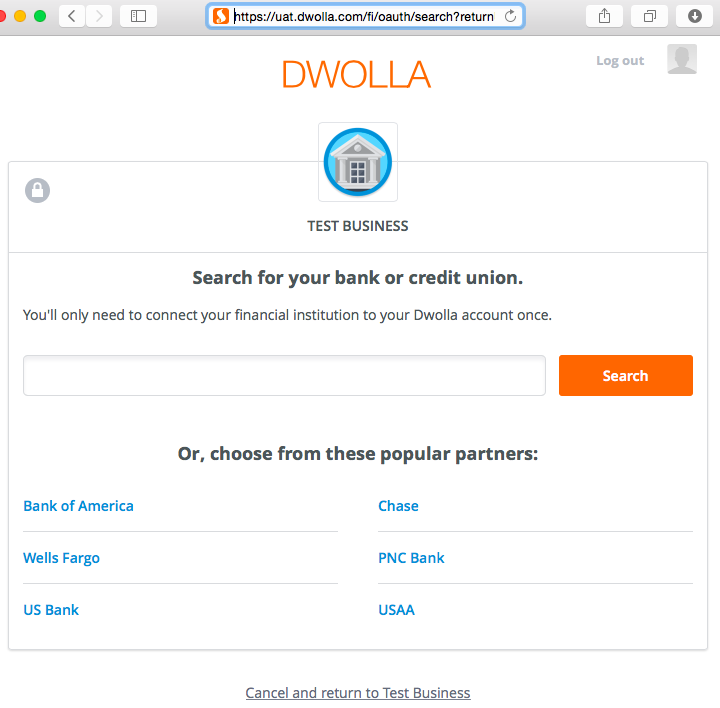 https://uat.dwolla.com/fi/oauth/search?return
DWOLLA
Log out
TEST BUSINESS
Search for your bank or credit union.
You'll only need to connect your financial institution to your Dwolla account once.
Search
Or, choose from these popular partners:
Bank of America
Chase
Wells Fargo
PNC Bank
US Bank
USAA
Cancel and return to Test Business